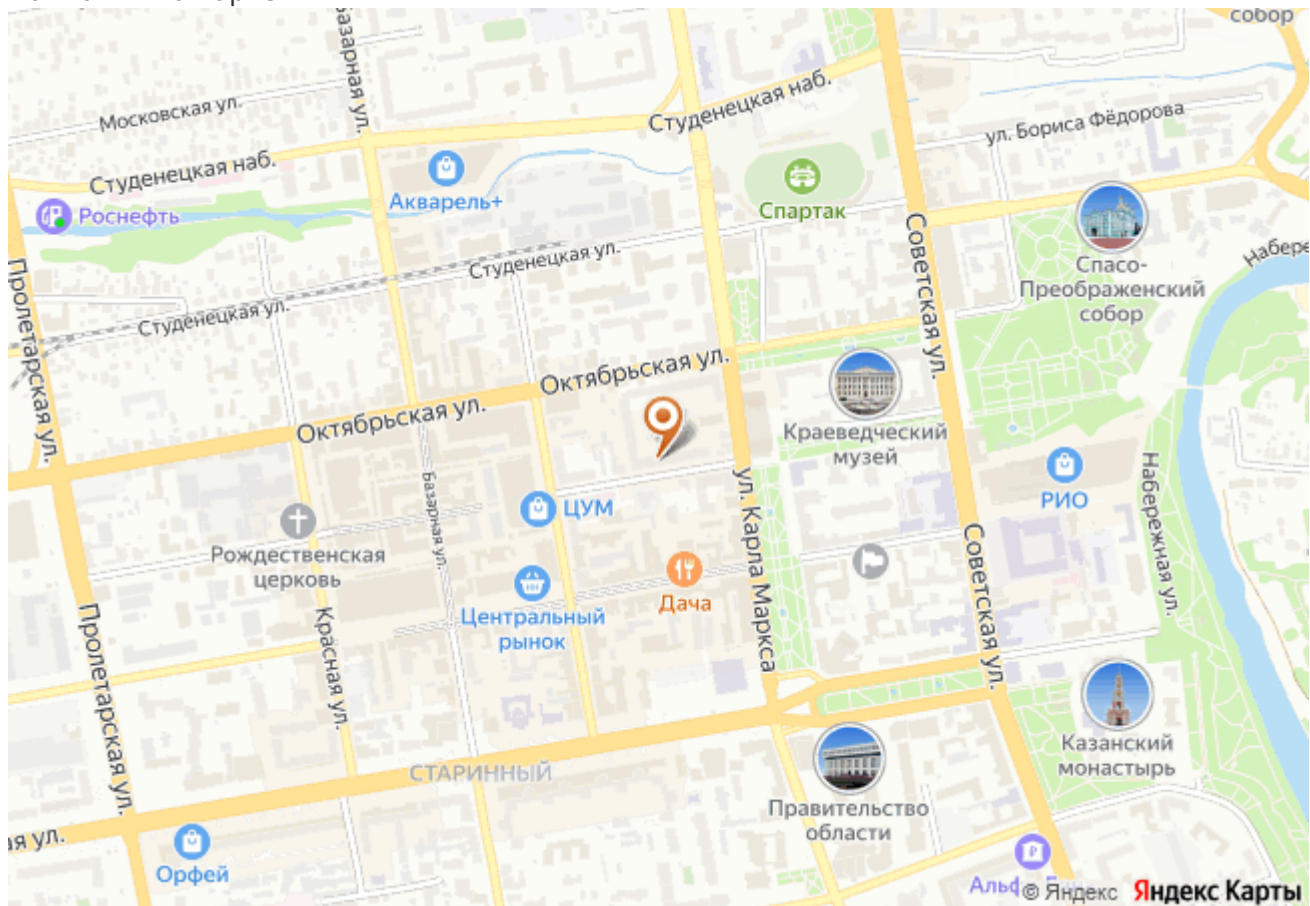 собор
Базарная ул.
Московская ул.
Студенецкая наб.
ул. Бориса Фёдорова
Студенецкая наб.
Акварель+
Роснефть
Спартак
Советская ул.
Спасо-
Преображенский
собор
Набере
Студенецкая ул.
Студенецкая ул.
Пролетарская ул.
Октябрьская ул.
Октябрьская ул.
Краеведческий
музей
ул. Карла Маркса
РИО
Набережная ул.
Базарная ул.
ЦУМ
Рождественская
церковь
Советская ул.
Центральный
рынок
Дача
Красная ул.
Пролетарская ул.
Казанский
монастырь
СТАРИННЫЙ
Правительство
области
ая ул.
Орфей
© Яндекс
Яндекс Карты